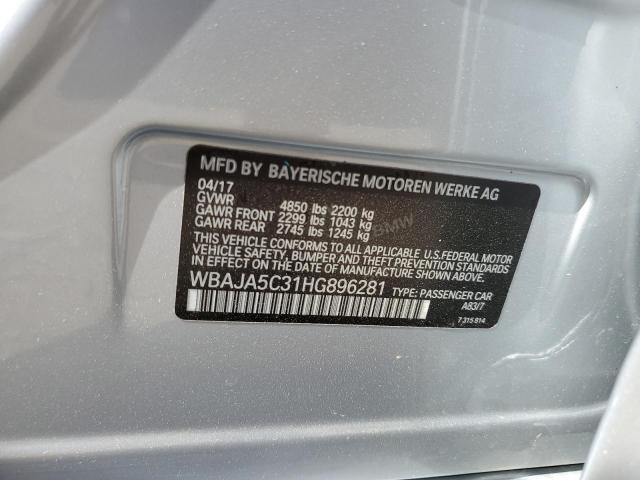 MFD BY BAYERISCHE MOTOREN WERKE AG
04/17
GVWR 4850 lbs 2200 kg
GAWR FRONT 2299 lbs 1043 kg
GAWR REAR 2745 lbs 1245 kg
BMW
THIS VEHICLE CONFORMS TO ALL APPLICABLE U.S.FEDERAL MOTOR
VEHICLE SAFETY, BUMPER AND THEFT PREVENTION STANDARDS
IN EFFECT ON THE DATE OF MANUFACTURE SHOWN ABOVE.
WBAJA5C31HG896281 TYPE: PASSENGER CAR
A83/7
7 315 814